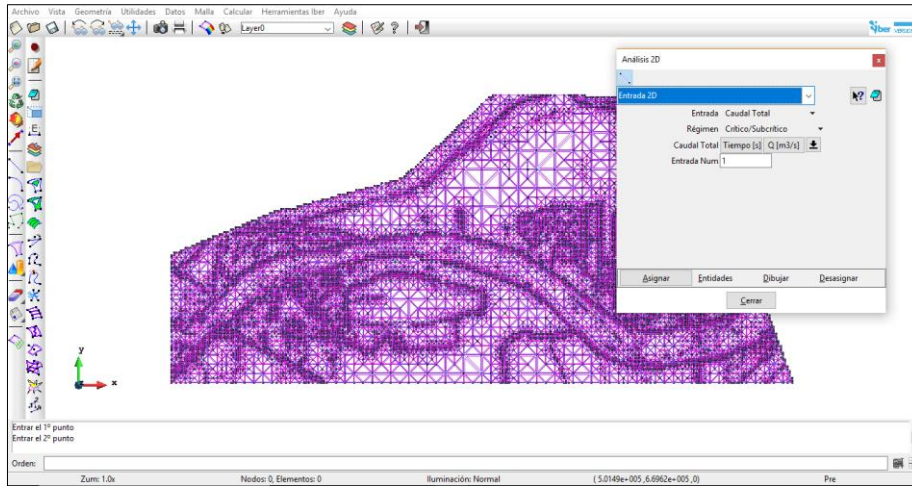 Archivo Vista Geometría Utilidades Datos Malla Calcular Herramientas Iber Ayuda
Layer0
Iber
Análisis 2D
Entrada 2D
Entrada Caudal Total
Régimen Crítico/Subcrítico
Caudal Total Tiempo [s] Q [m3/s]
Entrada Num 1
Asignar Entidades Dibujar Desasignar
Cerrar
y
x
Entrar el 1º punto
Entrar el 2º punto
Orden:
Zum: 1.0x Nodos: 0, Elementos: 0 Iluminación: Normal ( 5.0149e+005 ,6.6962e+005 ,0) Pre